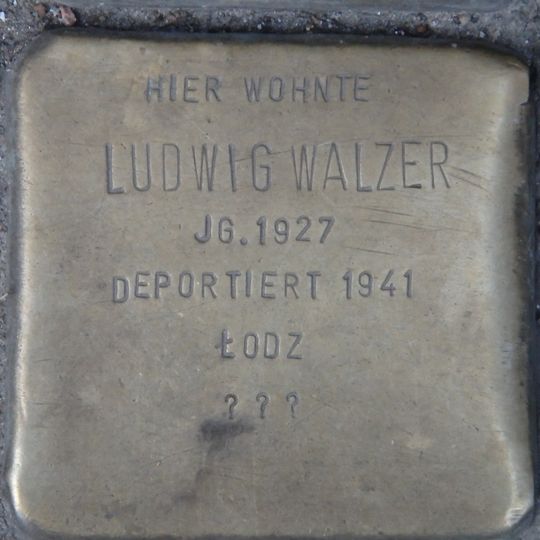 HIER WOHNTE
LUDWIG WALZER
JG. 1927
DEPORTIERT 1941
ŁODZ
? ? ?